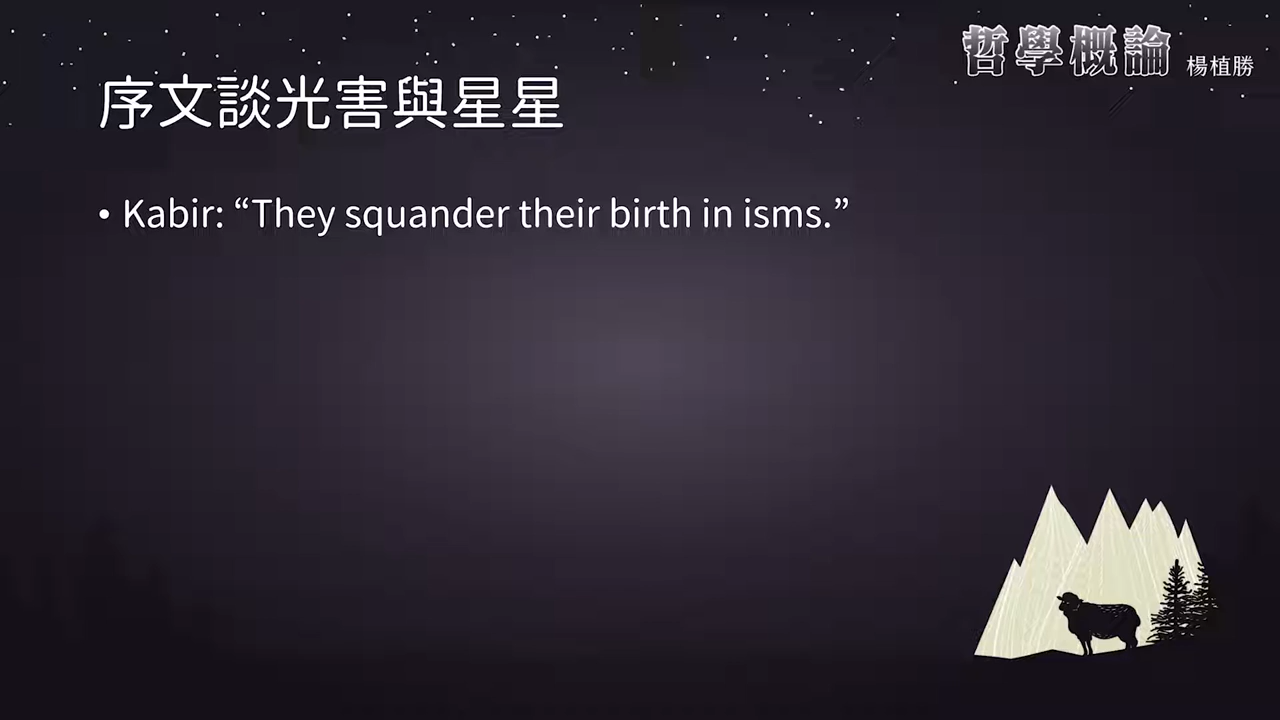 哲學概論 楊植勝
序文談光害與星星
• Kabir: “They squander their birth in isms.”